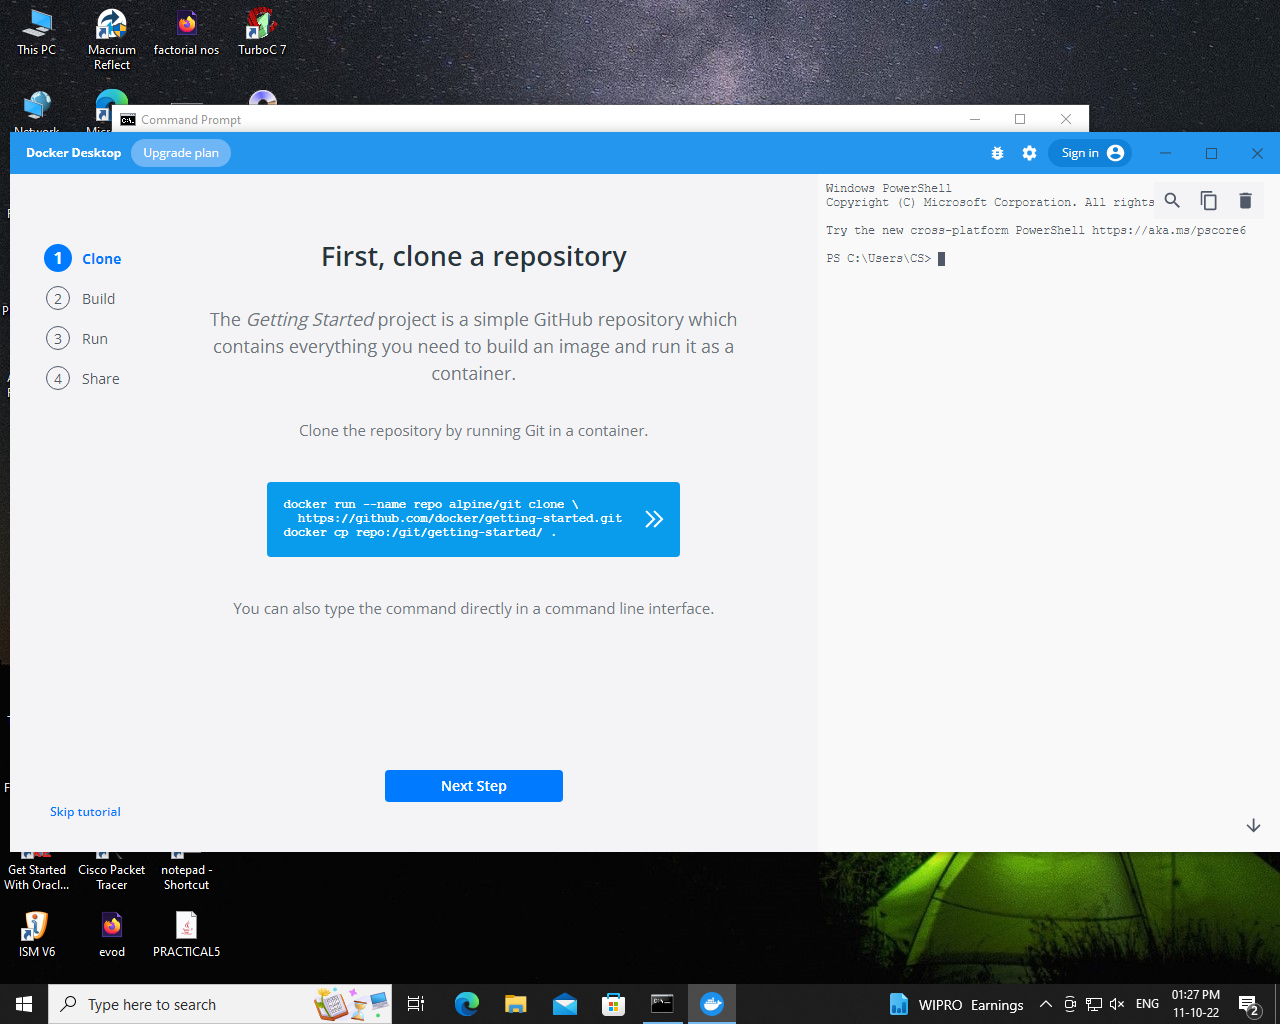 This PC
Macrium
Reflect
factorial nos
TurboC 7
Command Prompt
Docker Desktop
Upgrade plan
Sign in
1 Clone
2 Build
3 Run
4 Share
First, clone a repository
The Getting Started project is a simple GitHub repository which
contains everything you need to build an image and run it as a
container.
Clone the repository by running Git in a container.
docker run --name repo alpine/git clone \
https://github.com/docker/getting-started.git
docker cp repo:/git/getting-started/ .
You can also type the command directly in a command line interface.
Next Step
Skip tutorial
Windows PowerShell
Copyright (C) Microsoft Corporation. All rights
Try the new cross-platform PowerShell https://aka.ms/pscore6
PS C:\Users\CS>
Get Started
With Oracl...
Cisco Packet
Tracer
notepad -
Shortcut
ISM V6
evod
PRACTICAL5
Type here to search
WIPRO Earnings
ENG
01:27 PM
11-10-22
2